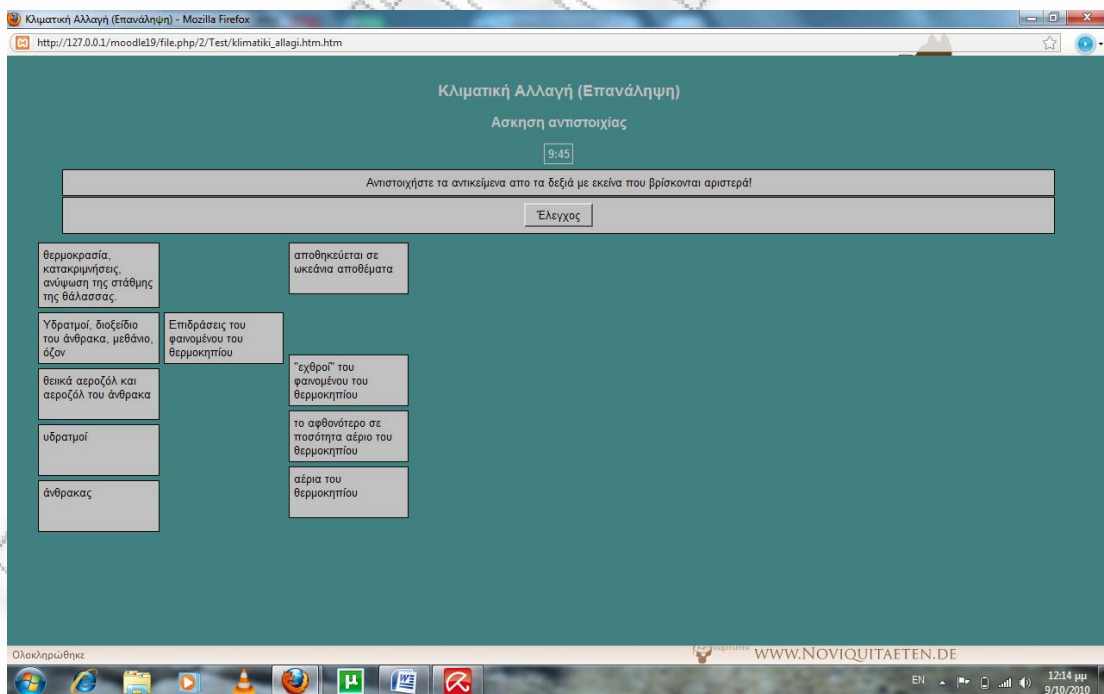 Κλιματική Αλλαγή (Επανάληψη) - Mozilla Firefox
http://127.0.0.1/moodle19/file.php/2/Test/klimatiki_allagi.htm.htm
Κλιματική Αλλαγή (Επανάληψη)
Ασκηση αντιστοιχίας
9:45
Αντιστοιχήστε τα αντικείμενα απο τα δεξιά με εκείνα που βρίσκονται αριστερά!
Έλεγχος
θερμοκρασία,
κατακριμνήσεις,
ανύψωση της στάθμης
της θάλασσας.
Υδρατμοί, διοξείδιο
του άνθρακα, μεθάνιο,
όζον
θειικά αεροζόλ και
αεροζόλ του άνθρακα
υδρατμοί
άνθρακας
Επιδράσεις του
φαινομένου του
θερμοκηπίου
αποθηκεύεται σε
ωκεάνια αποθέματα
"εχθροί" του
φαινομένου του
θερμοκηπίου
το αφθονότερο σε
ποσότητα αέριο του
θερμοκηπίου
αέρια του
θερμοκηπίου
Ολοκληρώθηκε
WWW.NOVIQUITAETEN.DE
EN
12:14 μμ
9/10/2010